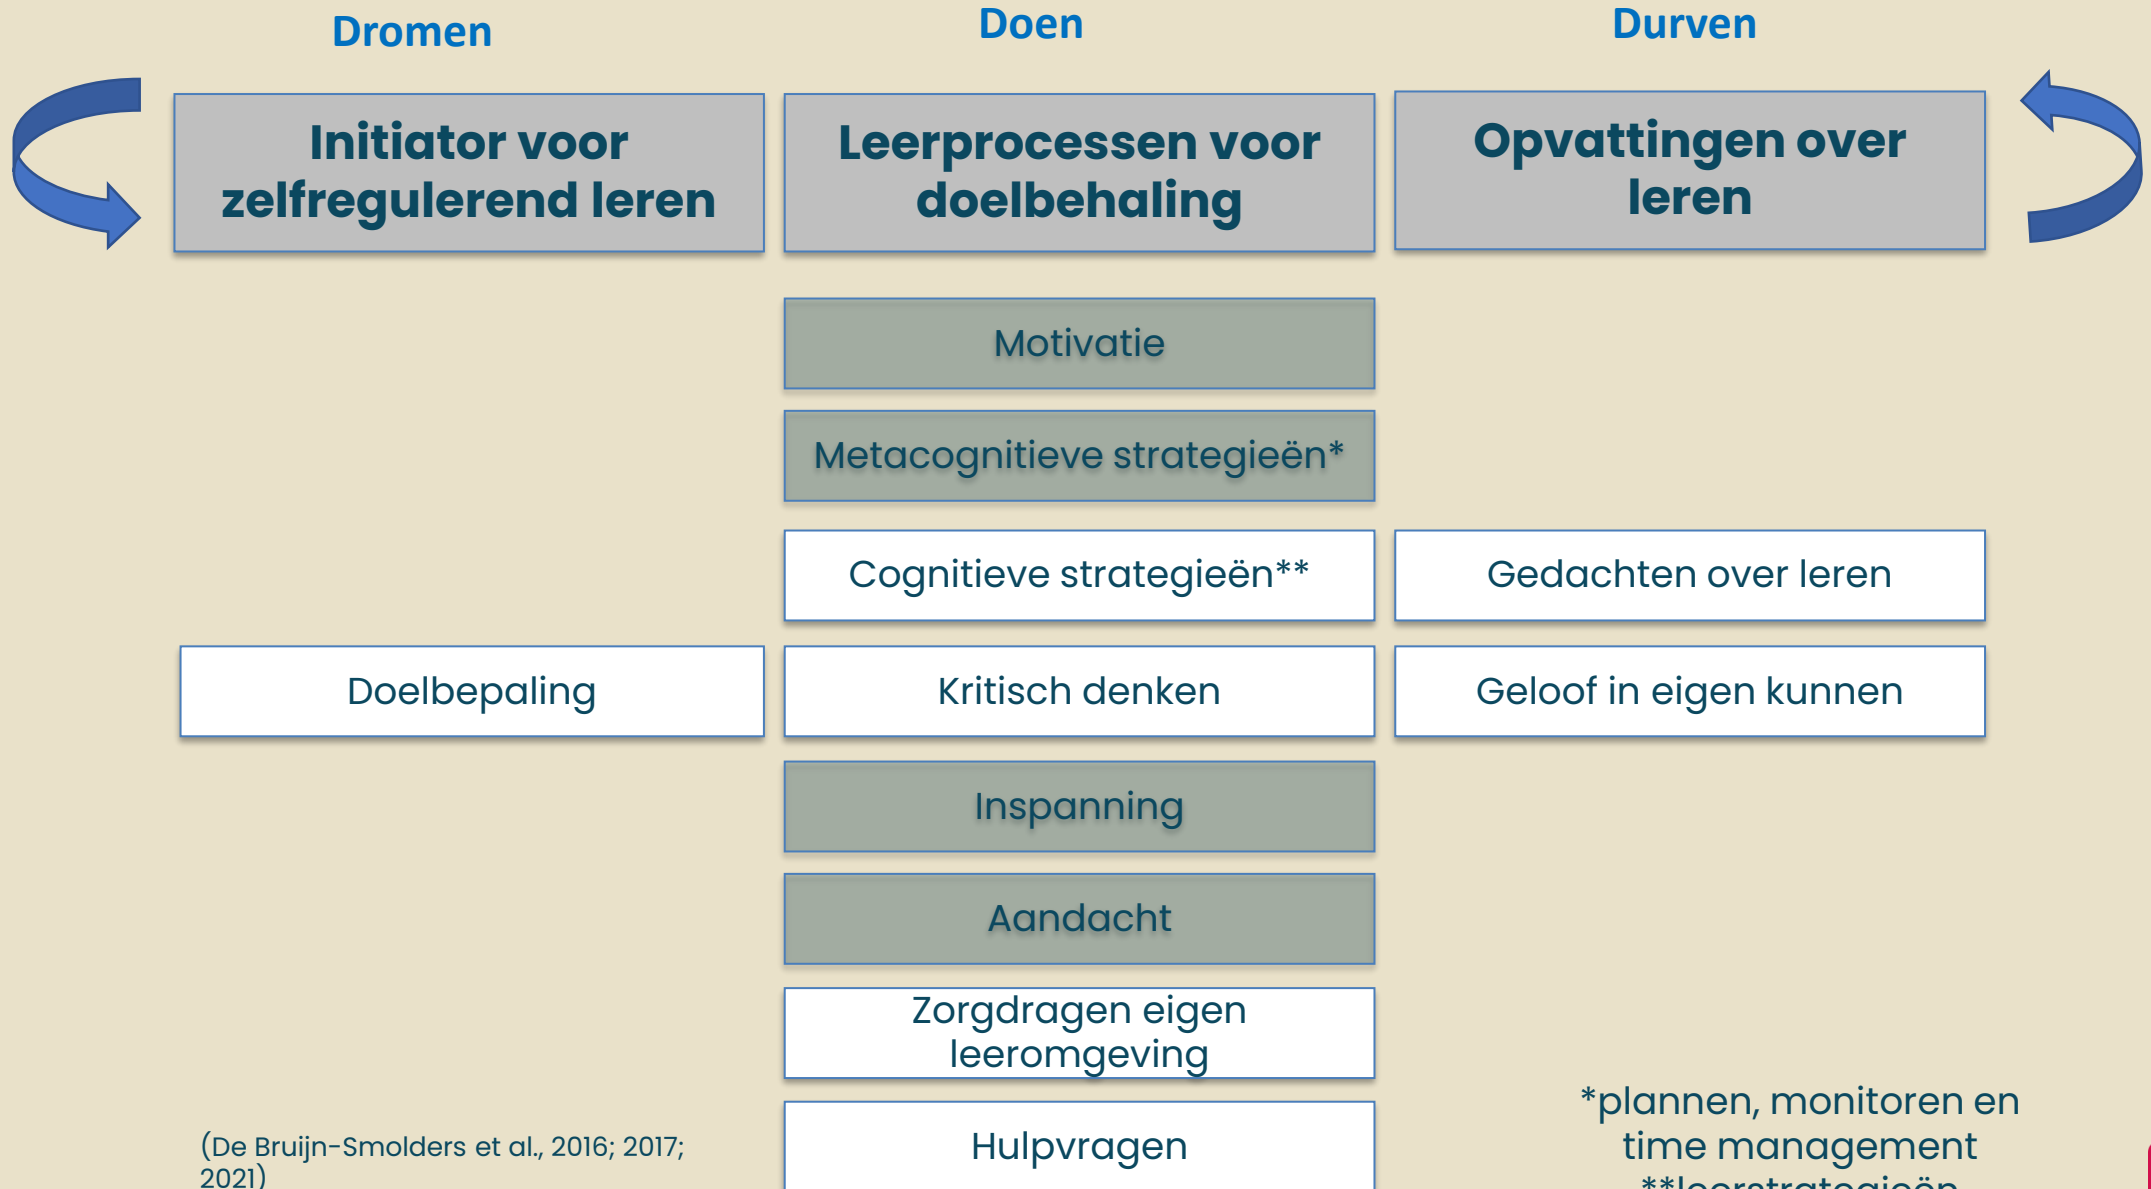 Dromen
Doen
Durven
Initiator voor
zelfregulerend leren
Leerprocessen voor
doelbehaling
Opvattingen over
leren
Motivatie
Metacognitieve strategieën*
Cognitieve strategieën**
Gedachten over leren
Doelbepaling
Kritisch denken
Geloof in eigen kunnen
Inspanning
Aandacht
Zorgdragen eigen
leeromgeving
Hulpvragen
(De Bruijn-Smolders et al., 2016; 2017;
2021)
*plannen, monitoren en
time management
**leerstrategieën